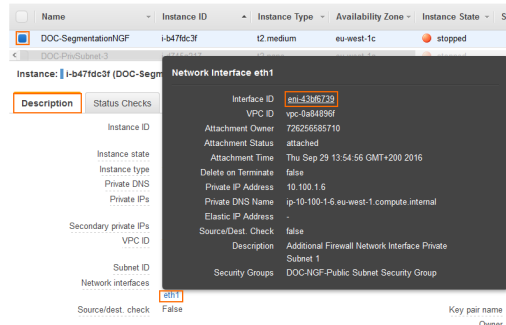 Name Instance ID Instance Type Availability Zone Instance State S
DOC-SegmentationNGF i-b47fdc3f t2.medium eu-west-1c stopped
DOC-PrivSubnet-3
Instance: i-b47fdc3f (DOC-Segm
Network Interface eth1
Description Status Checks
Interface ID eni-43bf6739
VPC ID vpc-0a84896f
Attachment Owner 726256585710
Attachment Status attached
Attachment Time Thu Sep 29 13:54:56 GMT+200 2016
Delete on Terminate false
Private IP Address 10.100.1.6
Private DNS Name ip-10-100-1-6.eu-west-1.compute.internal
Elastic IP Address -
Source/Dest. Check false
Description Additional Firewall Network Interface Private
Subnet 1
Security Groups DOC-NGF-Public Subnet Security Group
Instance ID
Instance state
Instance type
Private DNS
Private IPs
Secondary private IPs
VPC ID
Subnet ID
Network interfaces
eth1
Source/dest. check False
Key pair name
Owner